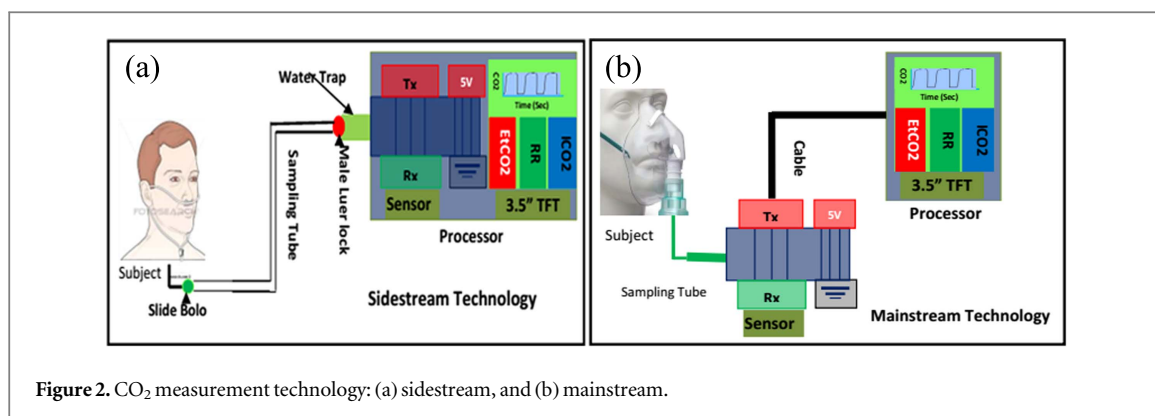 (a)
Water Trap
Tx
5V
CO2
Time (Sec)
EtCO2
RR
ICO2
Sampling Tube
Male Luer lock
Rx
Sensor
3.5” TFT
Processor
FOTOSEARCH
Subject
Slide Bolo
Sidestream Technology
(b)
CO2
Time (Sec)
EtCO2
RR
ICO2
3.5” TFT
Processor
Cable
Tx
5V
Subject
Sampling Tube
Rx
Sensor
Mainstream Technology
Figure 2. CO₂ measurement technology: (a) sidestream, and (b) mainstream.